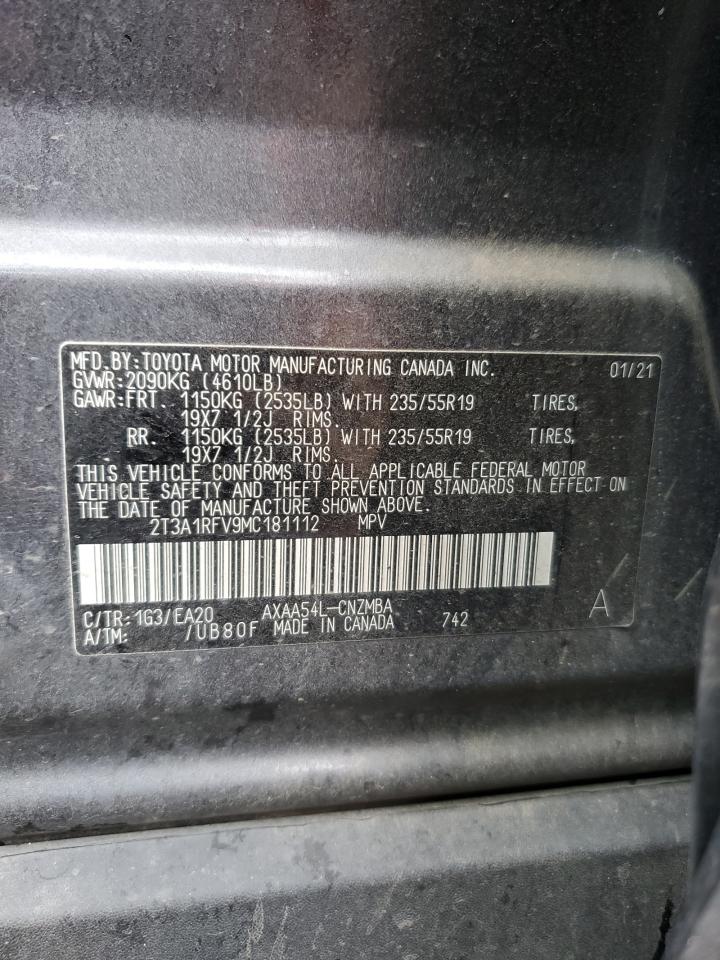 MFD.BY:TOYOTA MOTOR MANUFACTURING CANADA INC. 01/21
GVWR:2090KG (4610LB)
GAWR:FRT. 1150KG (2535LB) WITH 235/55R19 TIRES,
19X7 1/2J RIMS.
RR. 1150KG (2535LB) WITH 235/55R19 TIRES,
19X7 1/2J RIMS.
THIS VEHICLE CONFORMS TO ALL APPLICABLE FEDERAL MOTOR
VEHICLE SAFETY AND THEFT PREVENTION STANDARDS IN EFFECT ON
THE DATE OF MANUFACTURE SHOWN ABOVE.
2T3A1RFV9MC181112 MPV
C/TR:1G3/EA20 AXAA54L-CNZMBA A
A/TM: /UB80F MADE IN CANADA 742